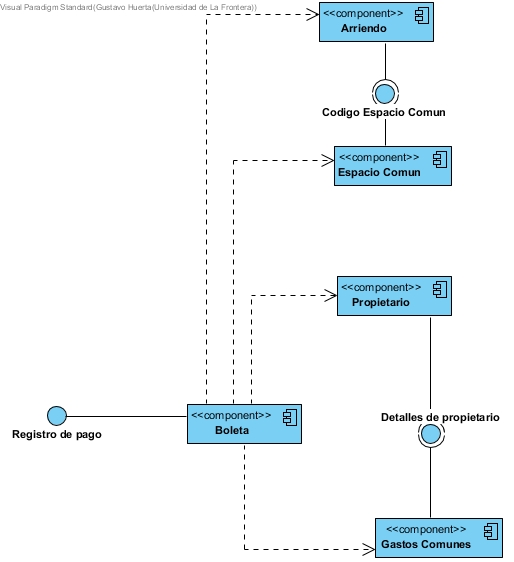 Visual Paradigm Standard(Gustavo Huerta(Universidad de La Frontera))
<<component>>
Arriendo
Codigo Espacio Comun
<<component>>
Espacio Comun
<<component>>
Propietario
<<component>>
Boleta
Registro de pago
Detalles de propietario
<<component>>
Gastos Comunes